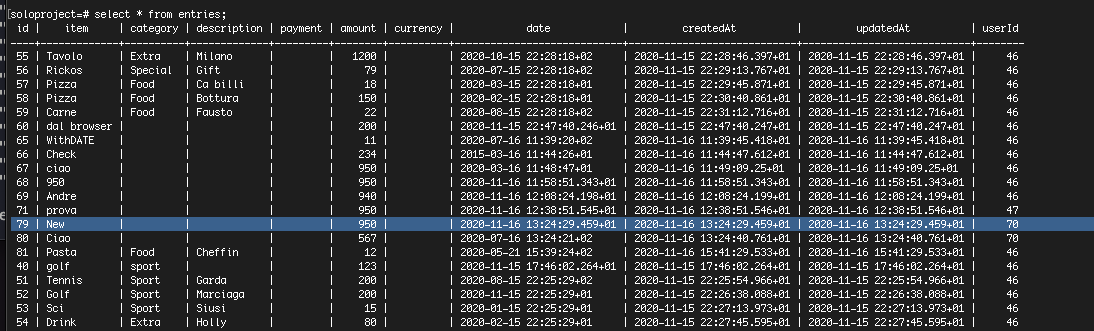 [soloproject=# select * from entries;
id | item | category | description | payment | amount | currency | date | createdAt | updatedAt | userId
----+-------------+----------+-------------+---------+--------+----------+----------------------------+----------------------------+----------------------------+--------
55 | Tavolo | Extra | Milano | | 1200 | | 2020-10-15 22:28:18+02 | 2020-11-15 22:28:46.397+01 | 2020-11-15 22:28:46.397+01 | 46
56 | Rickos | Special | Gift | | 79 | | 2020-07-15 22:28:18+02 | 2020-11-15 22:29:13.767+01 | 2020-11-15 22:29:13.767+01 | 46
57 | Pizza | Food | Ca billi | | 18 | | 2020-03-15 22:28:18+01 | 2020-11-15 22:29:45.871+01 | 2020-11-15 22:29:45.871+01 | 46
58 | Pizza | Food | Bottura | | 150 | | 2020-02-15 22:28:18+01 | 2020-11-15 22:30:40.861+01 | 2020-11-15 22:30:40.861+01 | 46
59 | Carne | Food | Fausto | | 22 | | 2020-08-15 22:28:18+02 | 2020-11-15 22:31:12.716+01 | 2020-11-15 22:31:12.716+01 | 46
60 | dal browser | | | | 200 | | 2020-11-15 22:47:40.246+01 | 2020-11-15 22:47:40.247+01 | 2020-11-15 22:47:40.247+01 | 46
65 | WithDATE | | | | 11 | | 2020-07-16 11:39:20+02 | 2020-11-16 11:39:45.418+01 | 2020-11-16 11:39:45.418+01 | 46
66 | Check | | | | 234 | | 2015-03-16 11:44:26+01 | 2020-11-16 11:44:47.612+01 | 2020-11-16 11:44:47.612+01 | 46
67 | ciao | | | | 950 | | 2020-03-16 11:48:47+01 | 2020-11-16 11:49:09.25+01 | 2020-11-16 11:49:09.25+01 | 46
68 | 950 | | | | 950 | | 2020-11-16 11:58:51.343+01 | 2020-11-16 11:58:51.343+01 | 2020-11-16 11:58:51.343+01 | 46
69 | Andre | | | | 940 | | 2020-11-16 12:08:24.198+01 | 2020-11-16 12:08:24.199+01 | 2020-11-16 12:08:24.199+01 | 46
71 | prova | | | | 950 | | 2020-11-16 12:38:51.545+01 | 2020-11-16 12:38:51.546+01 | 2020-11-16 12:38:51.546+01 | 47
79 | New | | | | 950 | | 2020-11-16 13:24:29.459+01 | 2020-11-16 13:24:29.459+01 | 2020-11-16 13:24:29.459+01 | 70
80 | Ciao | | | | 567 | | 2020-07-16 13:24:21+02 | 2020-11-16 13:24:40.761+01 | 2020-11-16 13:24:40.761+01 | 70
81 | Pasta | Food | Cheffin | | 12 | | 2020-05-21 15:39:24+02 | 2020-11-16 15:41:29.533+01 | 2020-11-16 15:41:29.533+01 | 46
40 | golf | sport | | | 123 | | 2020-11-15 17:46:02.264+01 | 2020-11-15 17:46:02.264+01 | 2020-11-15 17:46:02.264+01 | 46
51 | Tennis | Sport | Garda | | 200 | | 2020-08-15 22:25:29+02 | 2020-11-15 22:25:54.966+01 | 2020-11-15 22:25:54.966+01 | 46
52 | Golf | Sport | Marciaga | | 200 | | 2020-11-15 22:25:29+01 | 2020-11-15 22:26:38.088+01 | 2020-11-15 22:26:38.088+01 | 46
53 | Sci | Sport | Siusi | | 15 | | 2020-01-15 22:25:29+01 | 2020-11-15 22:27:13.973+01 | 2020-11-15 22:27:13.973+01 | 46
54 | Drink | Extra | Holly | | 80 | | 2020-02-15 22:25:29+01 | 2020-11-15 22:27:45.595+01 | 2020-11-15 22:27:45.595+01 | 46